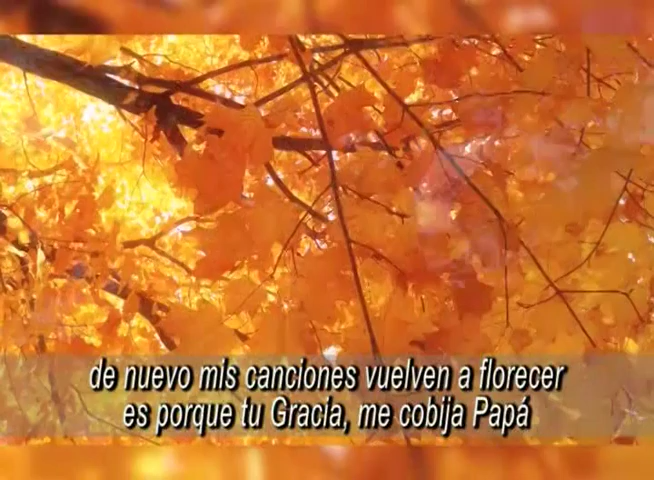 de nuevo mis canciones vuelven a florecer
es porque tu Gracia, me cobija Papá